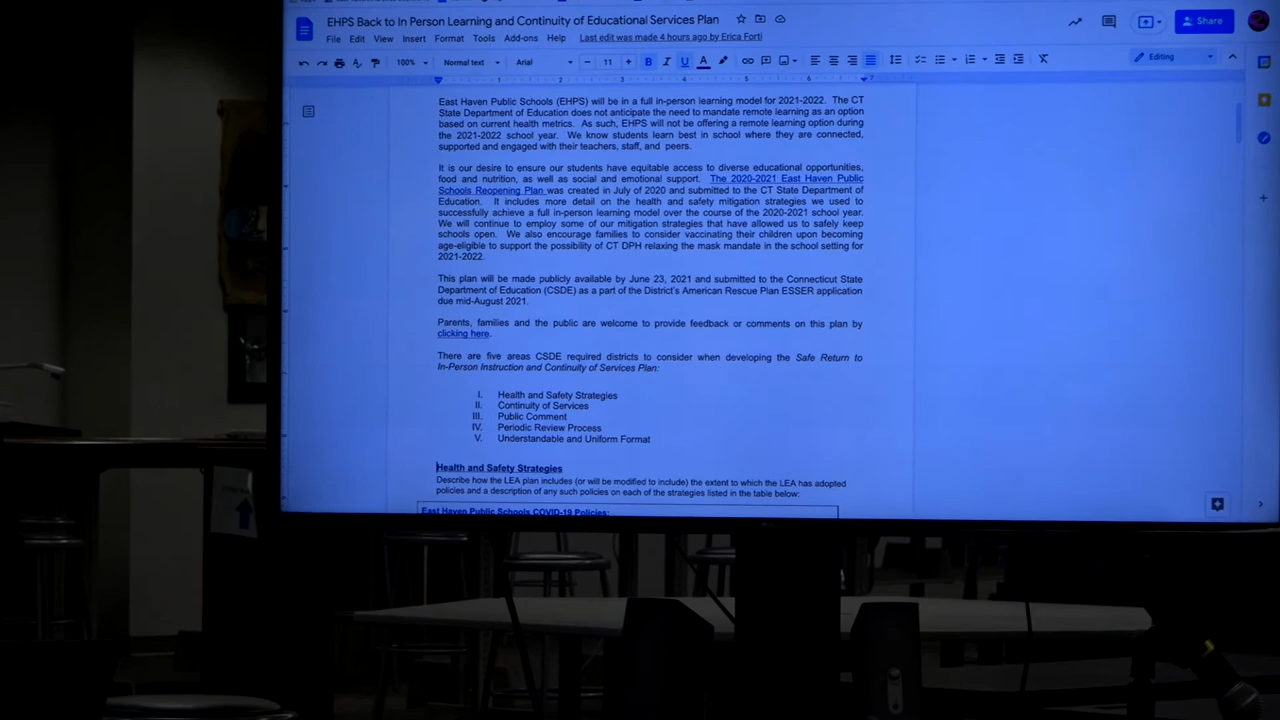 EHPS Back to In Person Learning and Continuity of Educational Services Plan
Share
File Edit View Insert Format Tools Add-ons Help Last edit was made 4 hours ago by Erica Forti
100% Normal text Arial 11 B I U A Editing
1 2 3 4 5 6 7
East Haven Public Schools (EHPS) will be in a full in-person learning model for 2021-2022. The CT
State Department of Education does not anticipate the need to mandate remote learning as an option
based on current health metrics. As such, EHPS will not be offering a remote learning option during
the 2021-2022 school year. We know students learn best in school where they are connected,
supported and engaged with their teachers, staff, and peers.
It is our desire to ensure our students have equitable access to diverse educational opportunities,
food and nutrition, as well as social and emotional support. The 2020-2021 East Haven Public
Schools Reopening Plan was created in July of 2020 and submitted to the CT State Department of
Education. It includes more detail on the health and safety mitigation strategies we used to
successfully achieve a full in-person learning model over the course of the 2020-2021 school year.
We will continue to employ some of our mitigation strategies that have allowed us to safely keep
schools open. We also encourage families to consider vaccinating their children upon becoming
age-eligible to support the possibility of CT DPH relaxing the mask mandate in the school setting for
2021-2022.
This plan will be made publicly available by June 23, 2021 and submitted to the Connecticut State
Department of Education (CSDE) as a part of the District's American Rescue Plan ESSER application
due mid-August 2021.
Parents, families and the public are welcome to provide feedback or comments on this plan by
clicking here.
There are five areas CSDE required districts to consider when developing the Safe Return to
In-Person Instruction and Continuity of Services Plan:
I. Health and Safety Strategies
II. Continuity of Services
III. Public Comment
IV. Periodic Review Process
V. Understandable and Uniform Format
Health and Safety Strategies
Describe how the LEA plan includes (or will be modified to include) the extent to which the LEA has adopted
policies and a description of any such policies on each of the strategies listed in the table below:
East Haven Public Schools COVID-19 Policies: